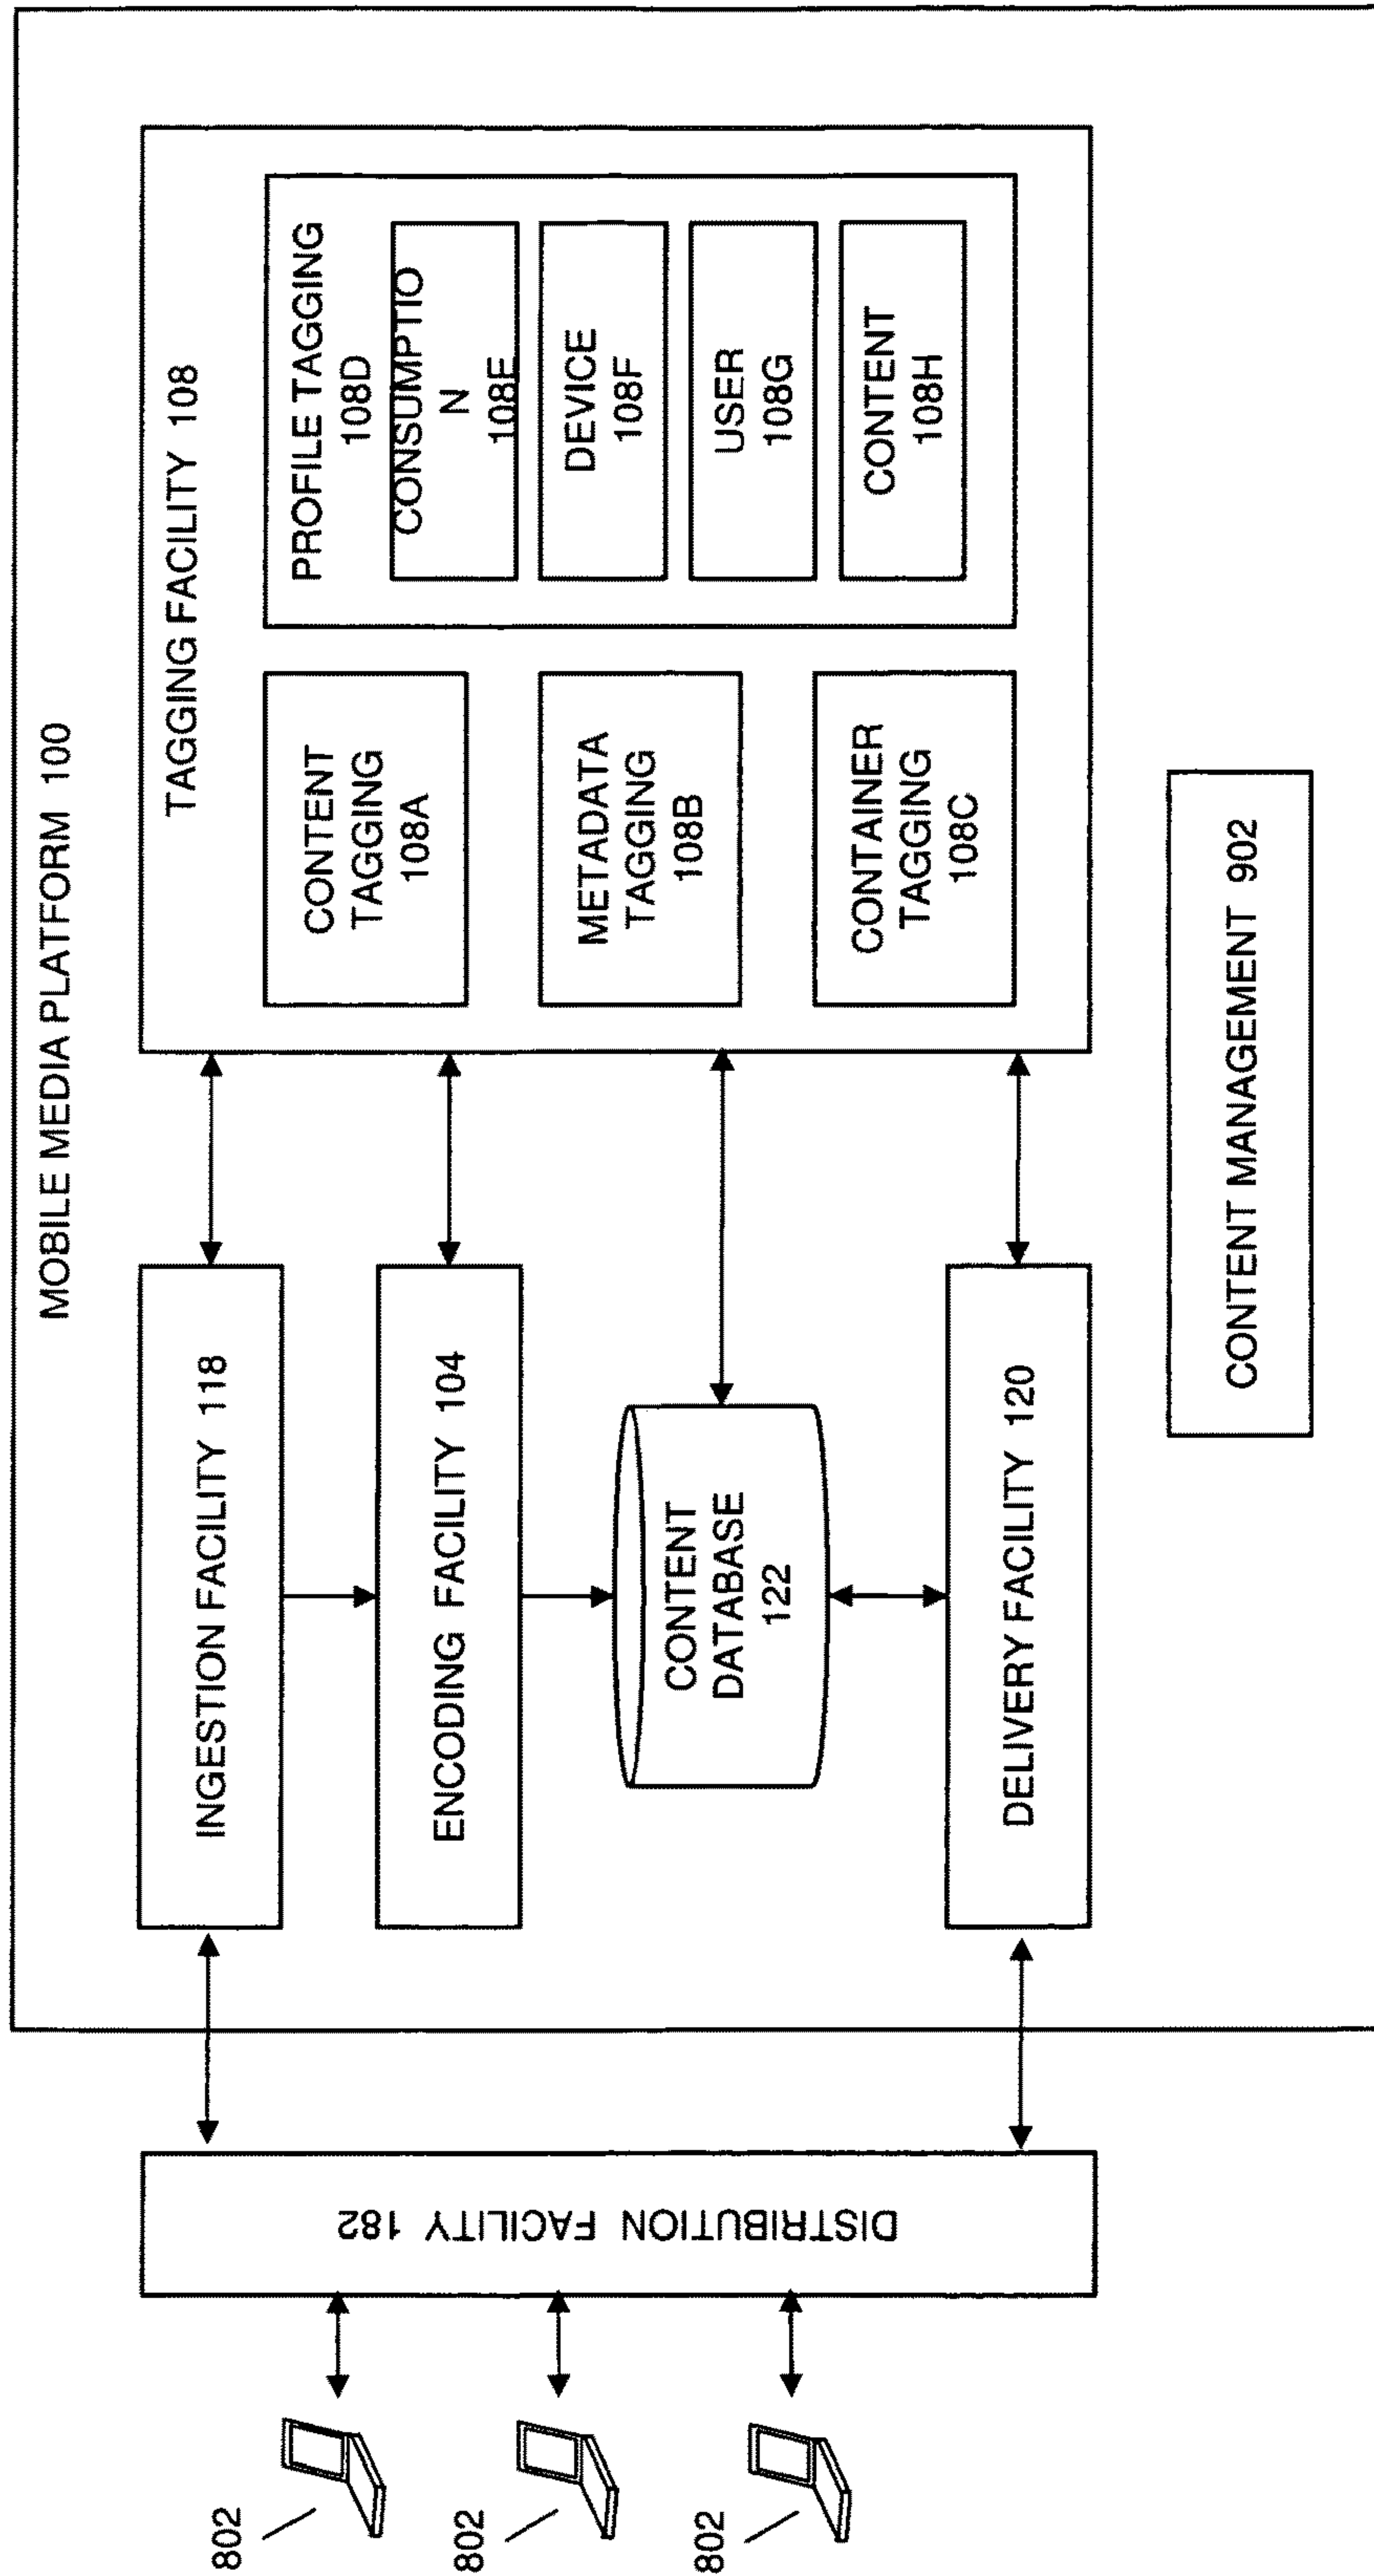 MOBILE MEDIA PLATFORM 100
TAGGING FACILITY 108
PROFILE TAGGING
108D
CONSUMPTIO
N
108E
DEVICE
108F
USER
108G
CONTENT
108H
CONTENT
TAGGING
108A
METADATA
TAGGING
108B
CONTAINER
TAGGING
108C
INGESTION FACILITY 118
ENCODING FACILITY 104
CONTENT
DATABASE
122
DELIVERY FACILITY 120
CONTENT MANAGEMENT 902
DISTRIBUTION FACILITY 182
802
802
802